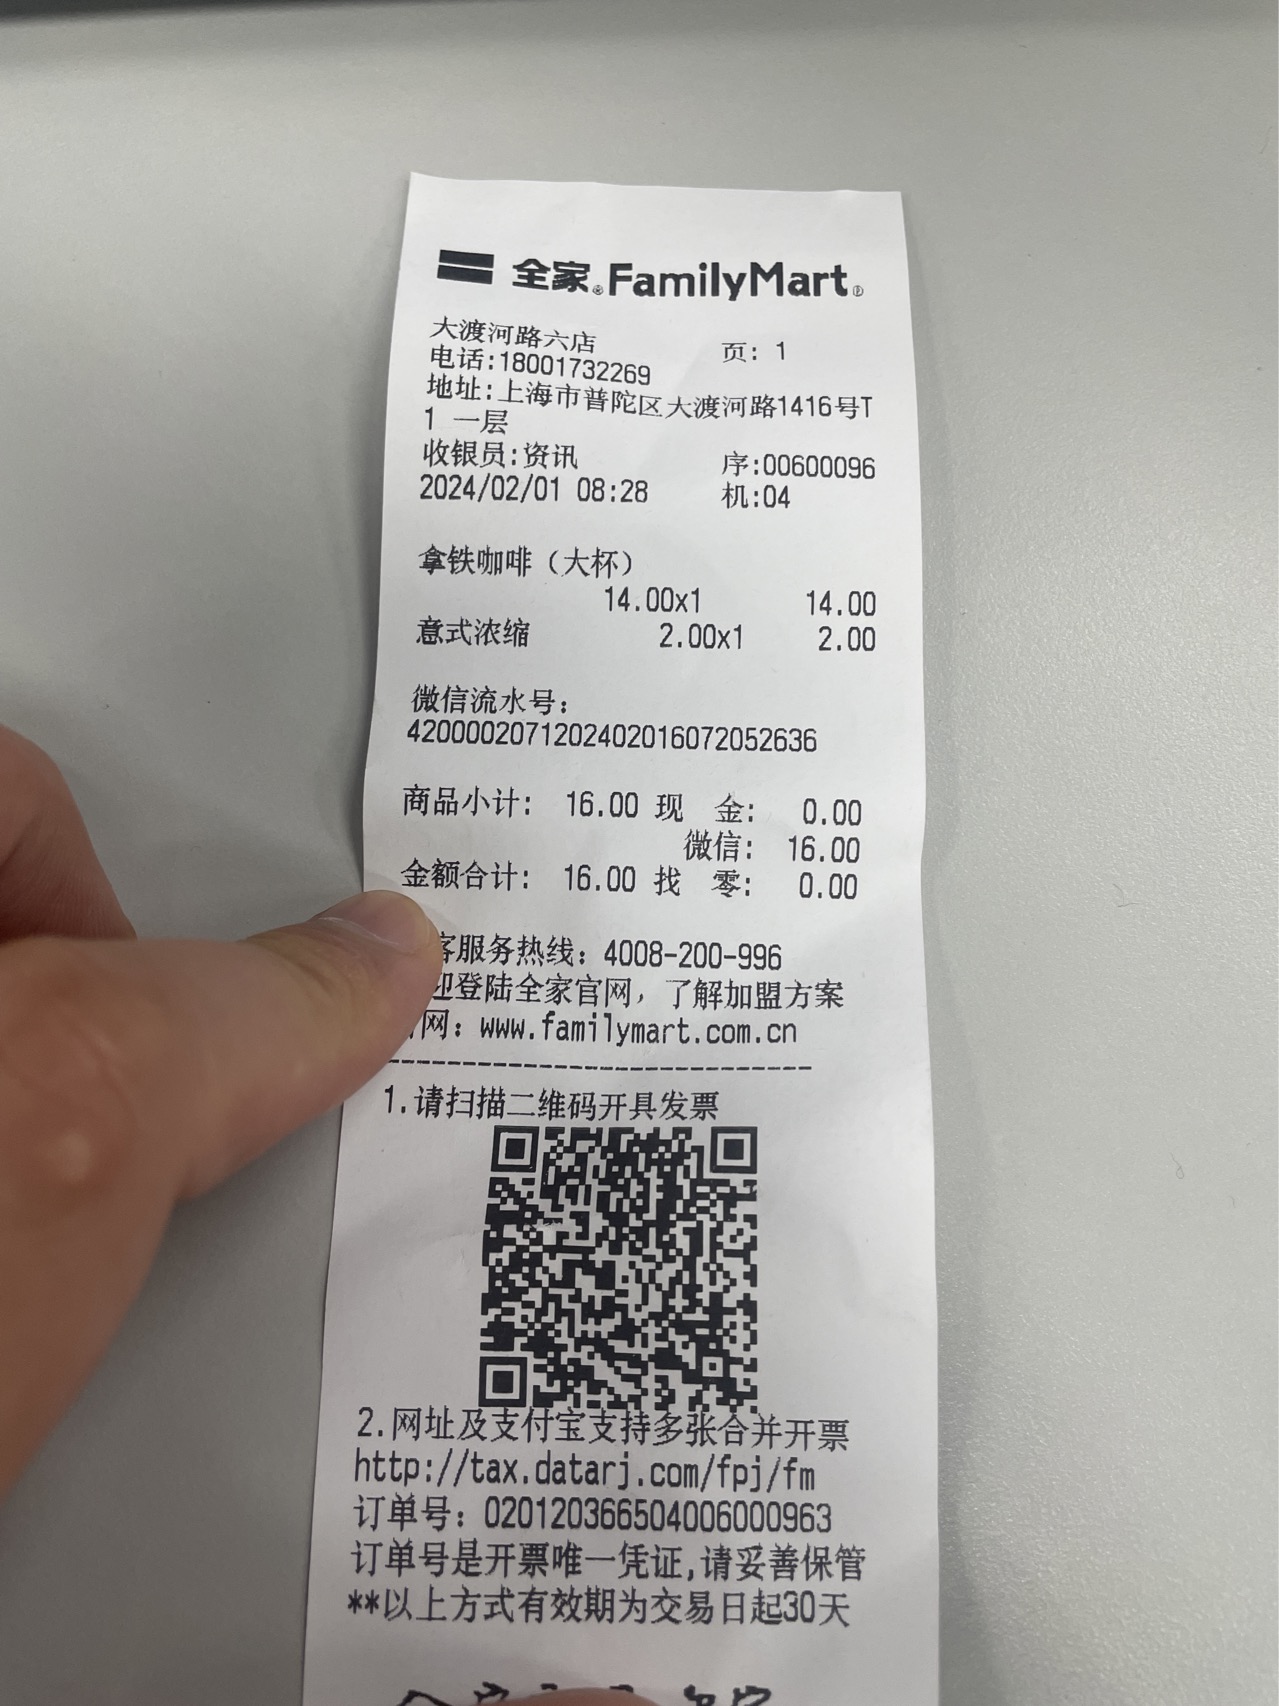 全家®FamilyMart®
大渡河路六店 页: 1
电话:18001732269
地址:上海市普陀区大渡河路1416号T
1 一层
收银员:资讯 序:00600096
2024/02/01 08:28 机:04
拿铁咖啡（大杯）
14.00x1 14.00
意式浓缩 2.00x1 2.00
微信流水号:
4200002071202402016072052636
商品小计: 16.00 现 金: 0.00
微信: 16.00
金额合计: 16.00 找 零: 0.00
客服务热线: 4008-200-996
迎登陆全家官网，了解加盟方案
网: www.familymart.com.cn
1.请扫描二维码开具发票
2.网址及支付宝支持多张合并开票
http://tax.datarj.com/fpj/fm
订单号: 020120366504006000963
订单号是开票唯一凭证,请妥善保管
**以上方式有效期为交易日起30天